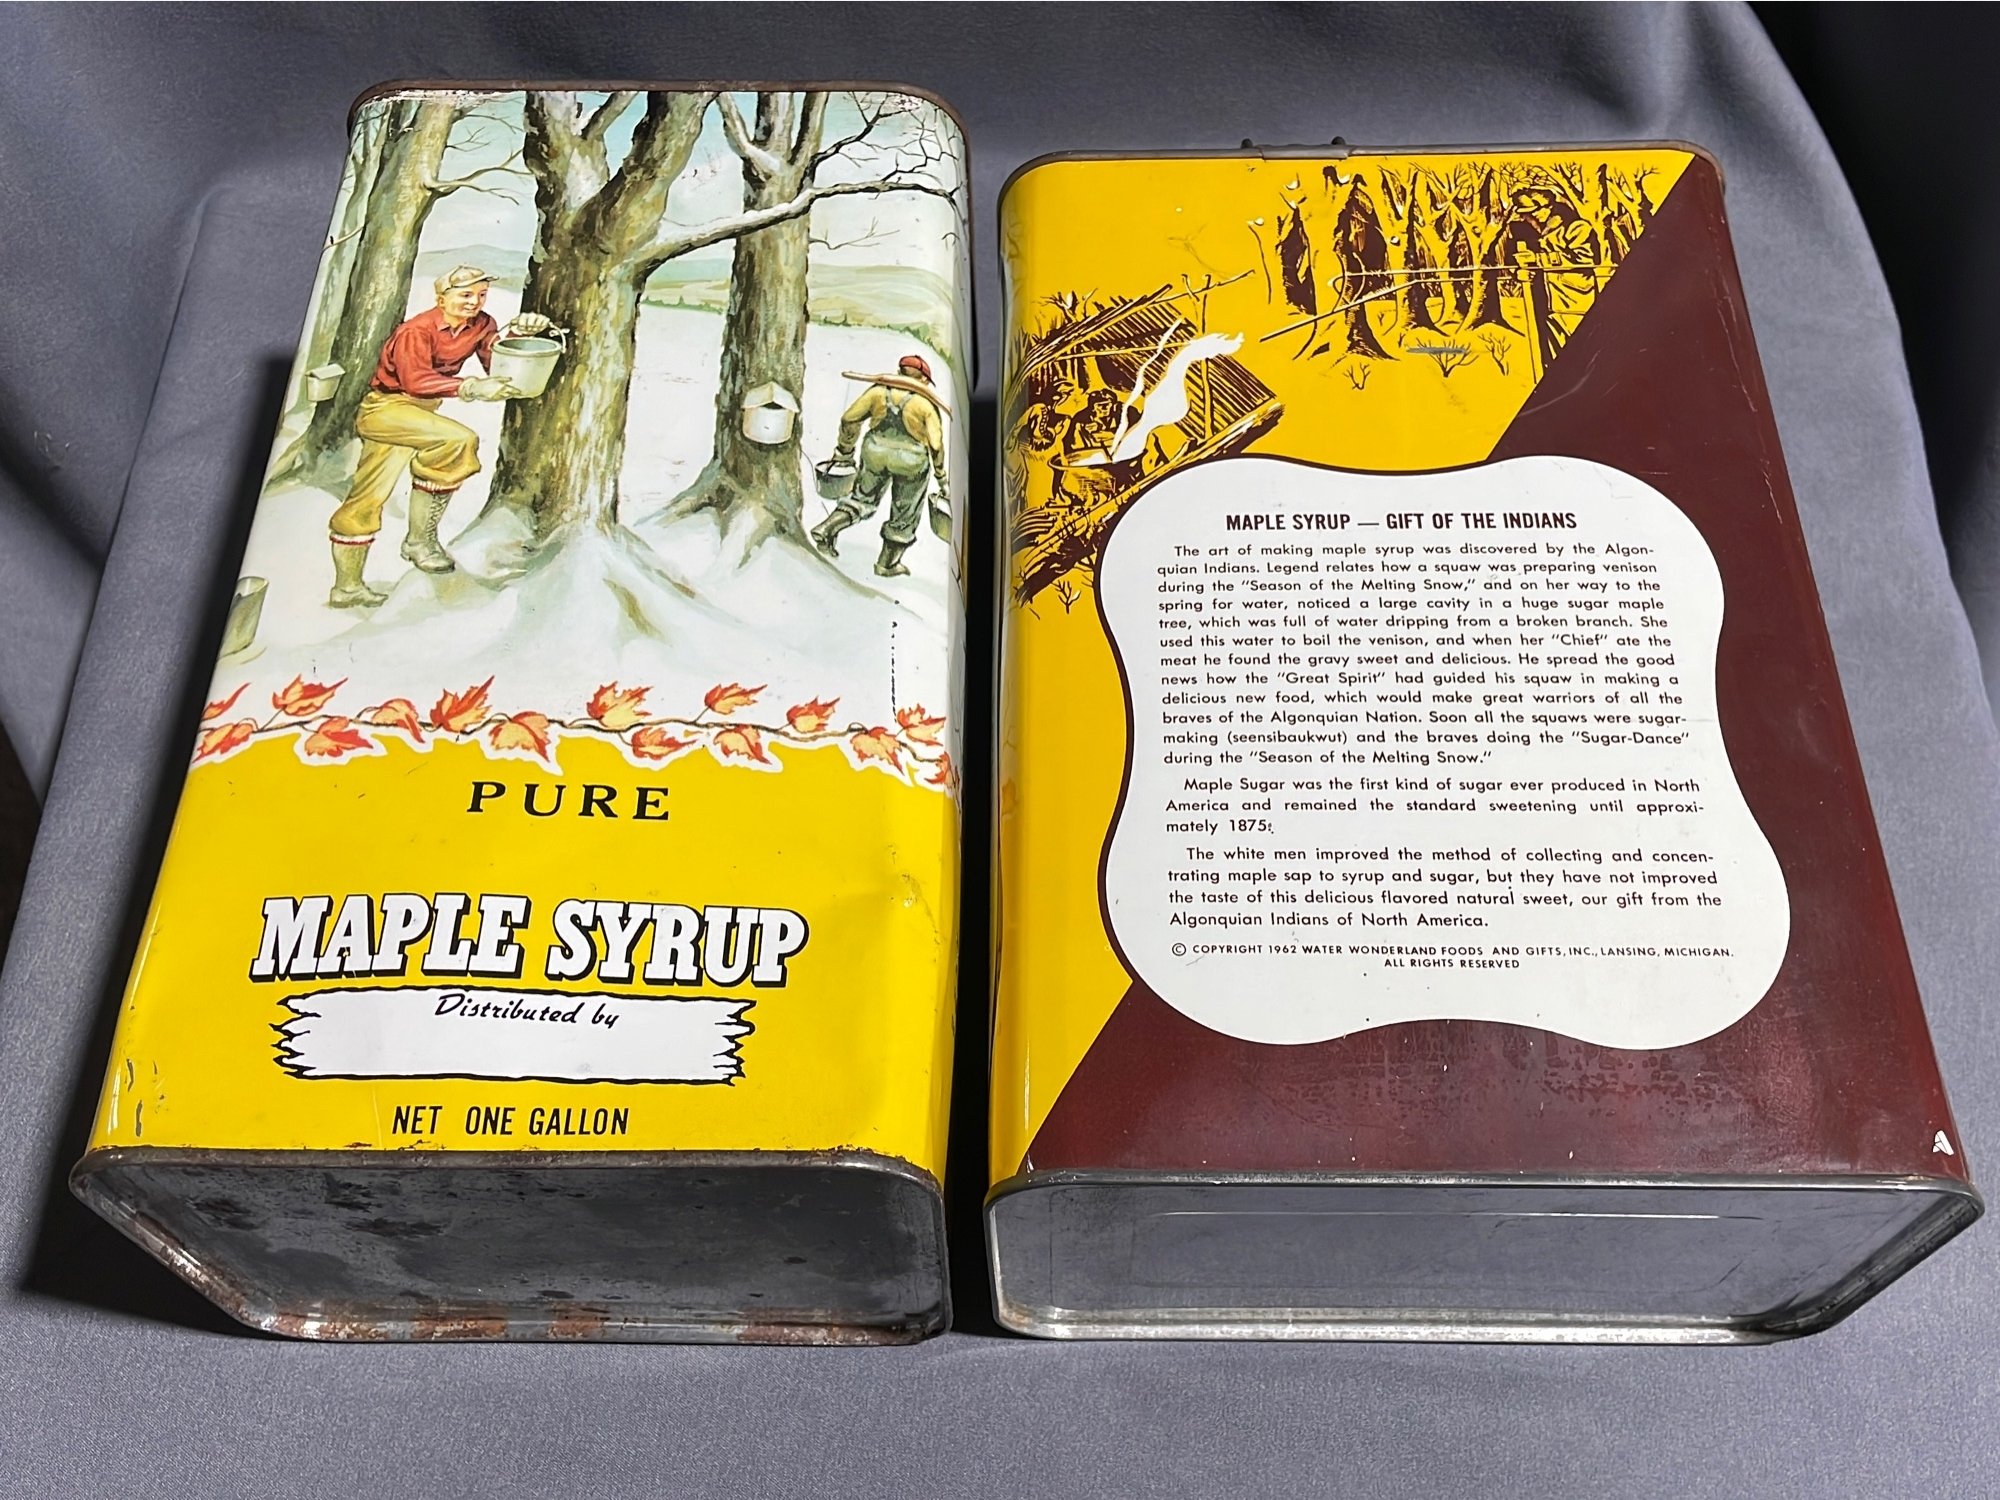 PURE
MAPLE SYRUP
Distributed by
NET ONE GALLON
MAPLE SYRUP — GIFT OF THE INDIANS
The art of making maple syrup was discovered by the Algon-
quian Indians. Legend relates how a squaw was preparing venison
during the "Season of the Melting Snow," and on her way to the
spring for water, noticed a large cavity in a huge sugar maple
tree, which was full of water dripping from a broken branch. She
used this water to boil the venison, and when her "Chief" ate the
meat he found the gravy sweet and delicious. He spread the good
news how the "Great Spirit" had guided his squaw in making a
delicious new food, which would make great warriors of all the
braves of the Algonquian Nation. Soon all the squaws were sugar-
making (seensibaukwut) and the braves doing the "Sugar-Dance"
during the "Season of the Melting Snow."
Maple Sugar was the first kind of sugar ever produced in North
America and remained the standard sweetening until approxi-
mately 1875.
The white men improved the method of collecting and concen-
trating maple sap to syrup and sugar, but they have not improved
the taste of this delicious flavored natural sweet, our gift from the
Algonquian Indians of North America.
© COPYRIGHT 1962 WATER WONDERLAND FOODS AND GIFTS, INC., LANSING, MICHIGAN.
ALL RIGHTS RESERVED